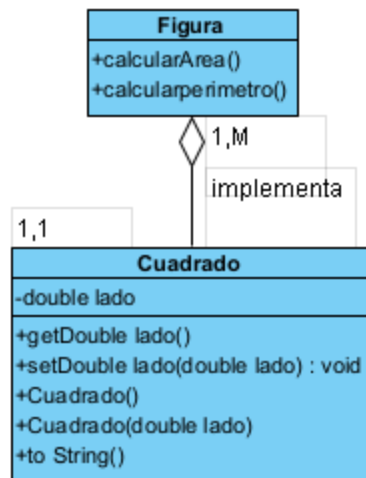 Figura
+calcularArea()
+calcularperimetro()
1,M
implementa
1,1
Cuadrado
-double lado
+getDouble lado()
+setDouble lado(double lado) : void
+Cuadrado()
+Cuadrado(double lado)
+to String()